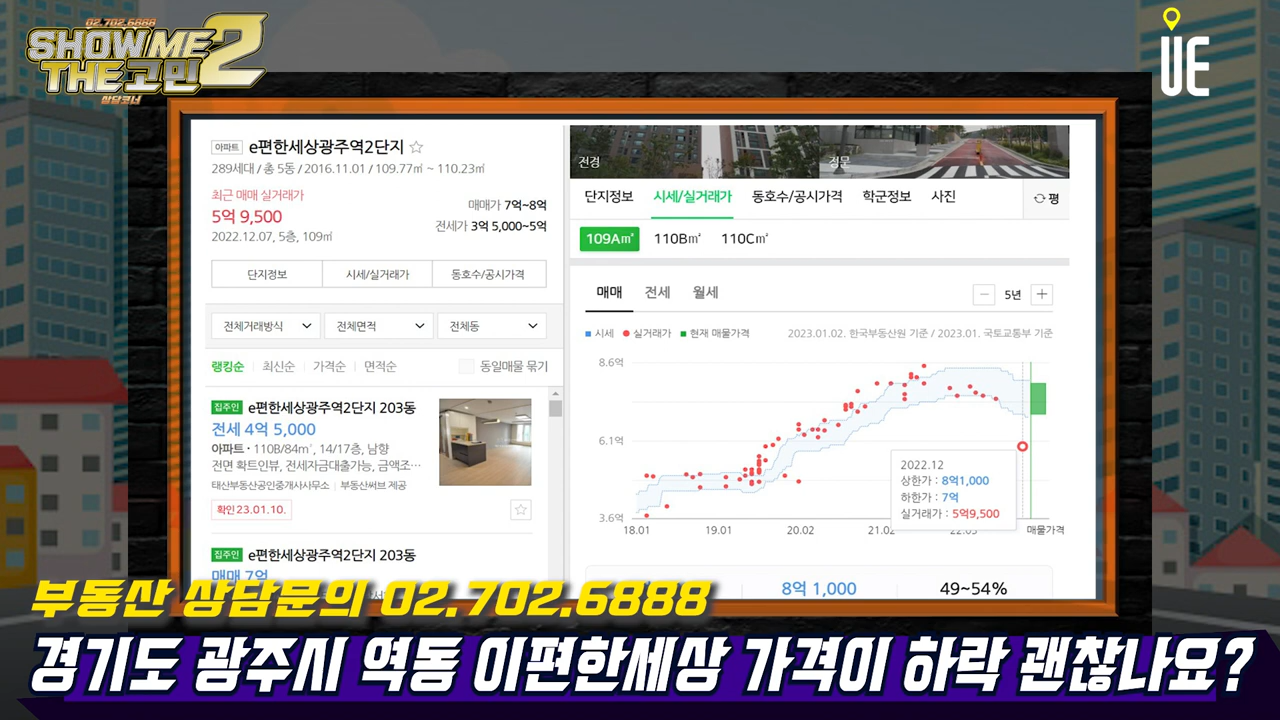 02.702.6888
SHOW ME 2
THE고민
상담코너
UE
아파트 e편한세상광주역2단지
289세대 / 총 5동 / 2016.11.01 / 109.77㎡ ~ 110.23㎡
최근 매매 실거래가
5억 9,500
2022.12.07, 5층, 109㎡
매매가 7억~8억
전세가 3억 5,000~5억
단지정보 시세/실거래가 동호수/공시가격
전체거래방식 전체면적 전체동
랭킹순 최신순 가격순 면적순 동일매물 묶기
집주인 e편한세상광주역2단지 203동
전세 4억 5,000
아파트 · 110B/84㎡, 14/17층, 남향
전면 확트인뷰, 전세자금대출가능, 금액조…
태산부동산공인중개사사무소 부동산써브 제공
확인 23.01.10.
집주인 e편한세상광주역2단지 203동
매매 7억
전경 정문
단지정보 시세/실거래가 동호수/공시가격 학군정보 사진 평
109A㎡ 110B㎡ 110C㎡
매매 전세 월세 5년
시세 실거래가 현재 매물가격 2023.01.02. 한국부동산원 기준 / 2023.01. 국토교통부 기준
8.6억
6.1억
3.6억
18.01 19.01 20.02 21.02 22.03 매물가격
2022.12
상한가 : 8억1,000
하한가 : 7억
실거래가 : 5억9,500
8억 1,000 49~54%
부동산 상담문의 02.702.6888
경기도 광주시 역동 이편한세상 가격이 하락 괜찮나요?